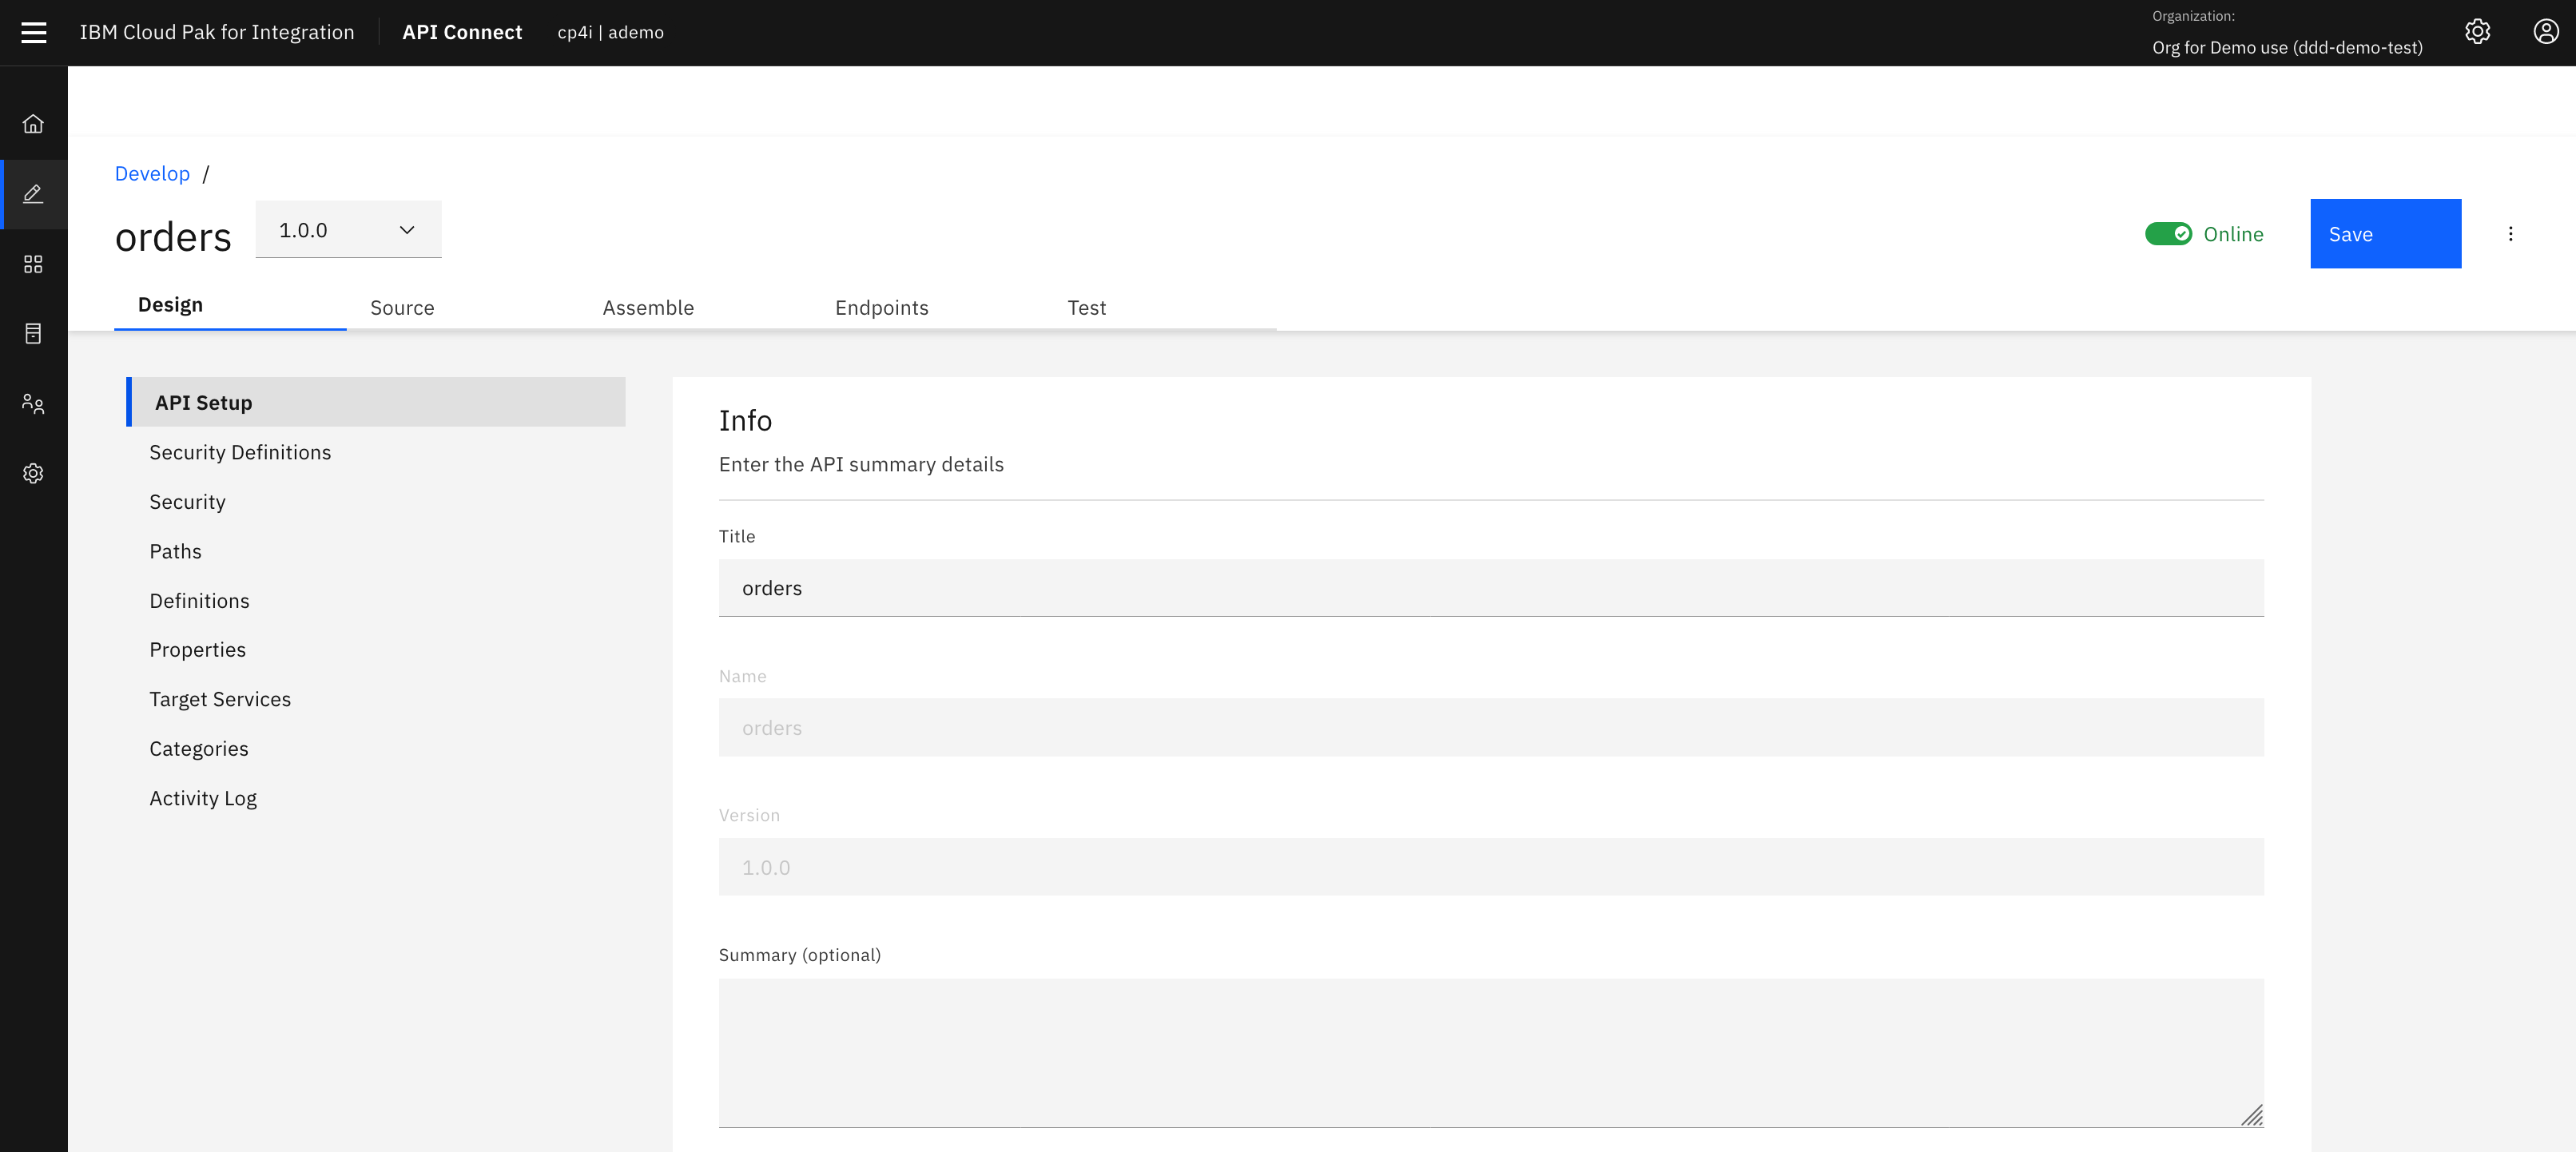 IBM Cloud Pak for Integration
API Connect
cp4i | ademo
Organization:
Org for Demo use (ddd-demo-test)
Develop /
orders
1.0.0
Online
Save
Design
Source
Assemble
Endpoints
Test
API Setup
Security Definitions
Security
Paths
Definitions
Properties
Target Services
Categories
Activity Log
Info
Enter the API summary details
Title
orders
Name
orders
Version
1.0.0
Summary (optional)